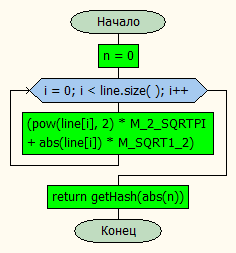 Начало
n = 0
i = 0; i < line.size( ); i++
(pow(line[i], 2) * M_2_SQRTPI
+ abs(line[i]) * M_SQRT1_2)
return getHash(abs(n))
Конец